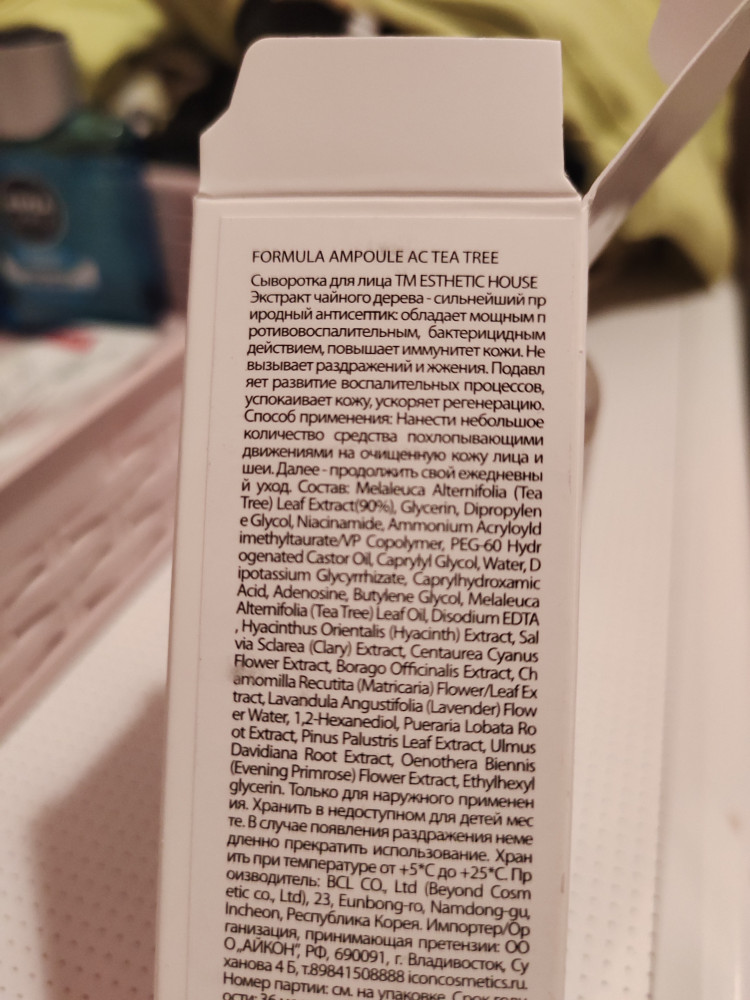 FORMULA AMPOULE AC TEA TREE
Сыворотка для лица TM ESTHETIC HOUSE
Экстракт чайного дерева - сильнейший пр
иродный антисептик: обладает мощным п
ротивовоспалительным, бактерицидным
действием, повышает иммунитет кожи. Не
вызывает раздражений и жжения. Подавл
яет развитие воспалительных процессов,
успокаивает кожу, ускоряет регенерацию.
Способ применения: Нанести небольшое
количество средства похлопывающими
движениями на очищенную кожу лица и
шеи. Далее - продолжить свой ежедневны
й уход. Состав: Melaleuca Alternifolia (Tea
Tree) Leaf Extract(90%), Glycerin, Dipropylen
e Glycol, Niacinamide, Ammonium Acryloyld
imethyltaurate/VP Copolymer, PEG-60 Hydr
ogenated Castor Oil, Caprylyl Glycol, Water, D
ipotassium Glycyrrhizate, Caprylhydroxamic
Acid, Adenosine, Butylene Glycol, Melaleuca
Alternifolia (Tea Tree) Leaf Oil, Disodium EDTA
, Hyacinthus Orientalis (Hyacinth) Extract, Sal
via Sclarea (Clary) Extract, Centaurea Cyanus
Flower Extract, Borago Officinalis Extract, Ch
amomilla Recutita (Matricaria) Flower/Leaf Ex
tract, Lavandula Angustifolia (Lavender) Flow
er Water, 1,2-Hexanediol, Pueraria Lobata Ro
ot Extract, Pinus Palustris Leaf Extract, Ulmus
Davidiana Root Extract, Oenothera Biennis
(Evening Primrose) Flower Extract, Ethylhexyl
glycerin. Только для наружного применен
ия. Хранить в недоступном для детей мес
те. В случае появления раздражения неме
дленно прекратить использование. Хран
ить при температуре от +5*C до +25*C. Пр
оизводитель: BCL CO., Ltd (Beyond Cosm
etic co., Ltd), 23, Eunbong-ro, Namdong-gu,
Incheon, Республика Корея. Импортер/Ор
ганизация, принимающая претензии: ОО
О „АЙКОН", РФ, 690091, г. Владивосток, Су
ханова 4 Б, т.89841508888 iconcosmetics.ru.
Номер партии: см. на упаковке. Срок годн
ости: 36